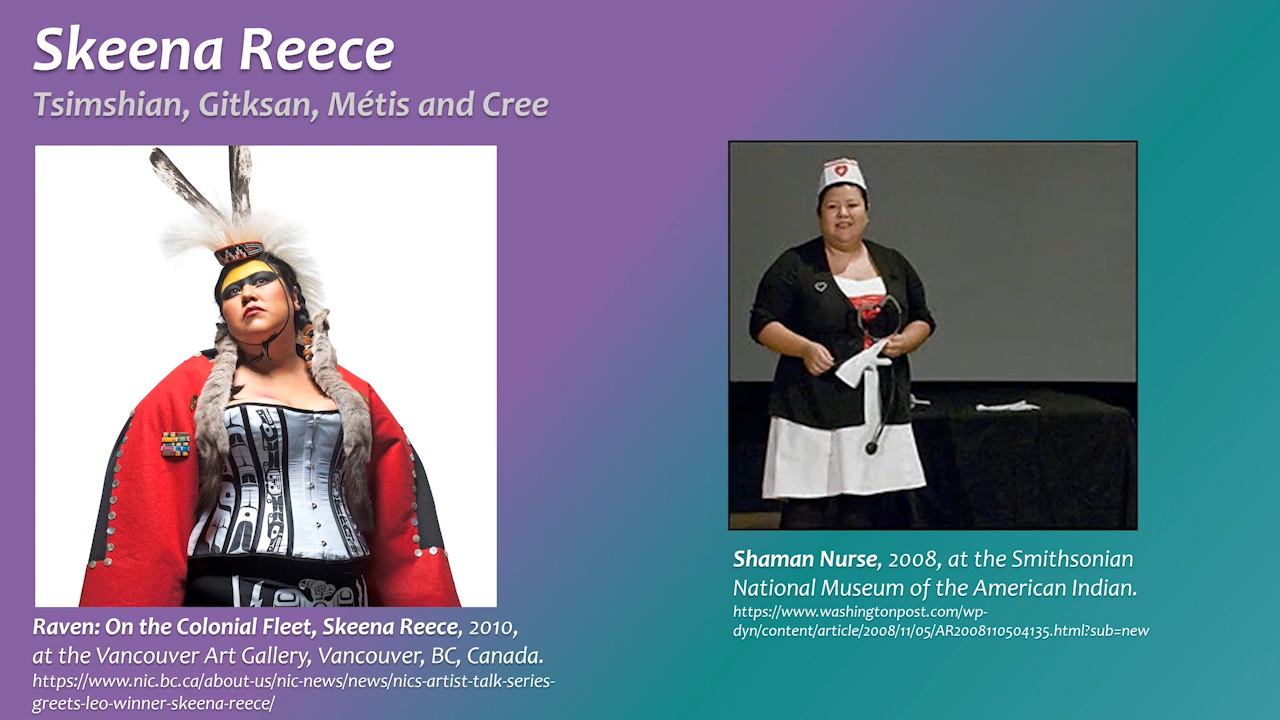 Skeena Reece
Tsimshian, Gitksan, Métis and Cree
Raven: On the Colonial Fleet, Skeena Reece, 2010,
at the Vancouver Art Gallery, Vancouver, BC, Canada.
https://www.nic.bc.ca/about-us/nic-news/news/nics-artist-talk-series-
greets-leo-winner-skeena-reece/
Shaman Nurse, 2008, at the Smithsonian
National Museum of the American Indian.
https://www.washingtonpost.com/wp-
dyn/content/article/2008/11/05/AR2008110504135.html?sub=new